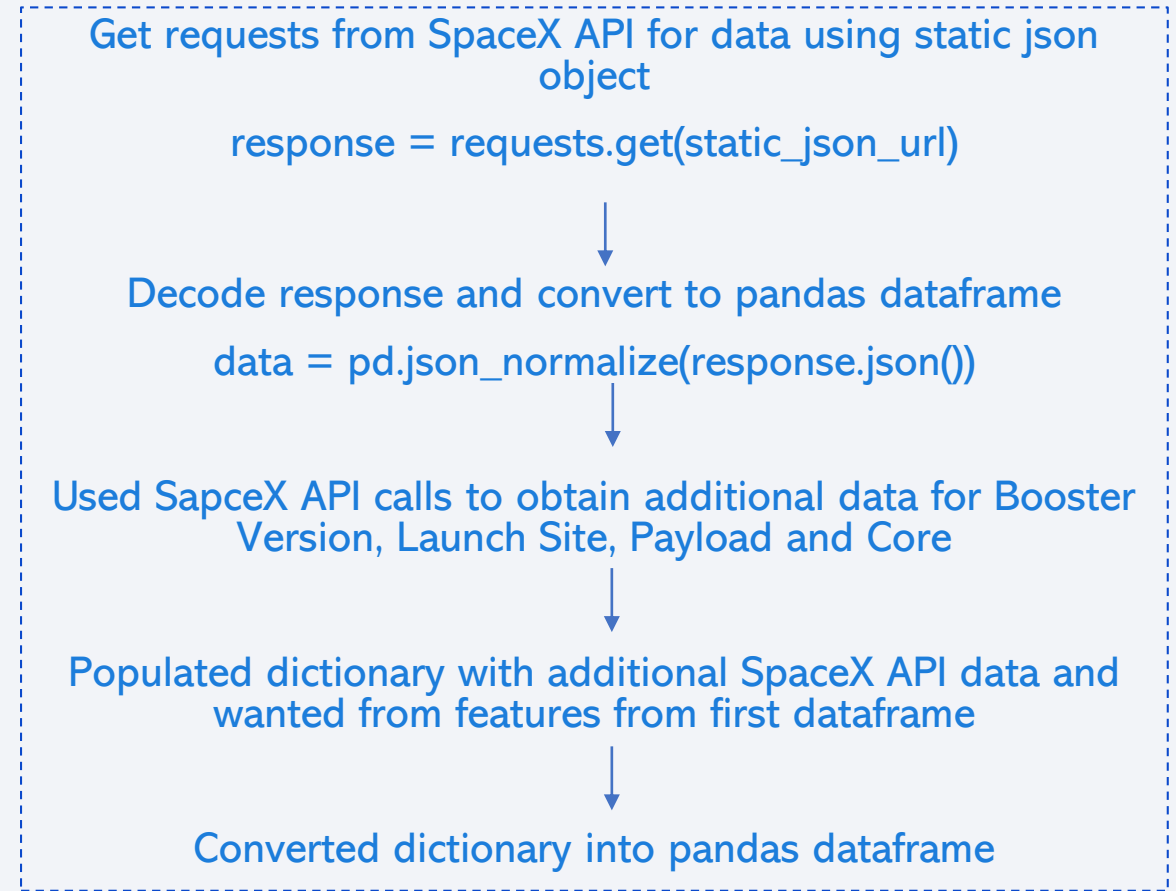 Get requests from SpaceX API for data using static json
object
response = requests.get(static_json_url)
Decode response and convert to pandas dataframe
data = pd.json_normalize(response.json())
Used SapceX API calls to obtain additional data for Booster
Version, Launch Site, Payload and Core
Populated dictionary with additional SpaceX API data and
wanted from features from first dataframe
Converted dictionary into pandas dataframe